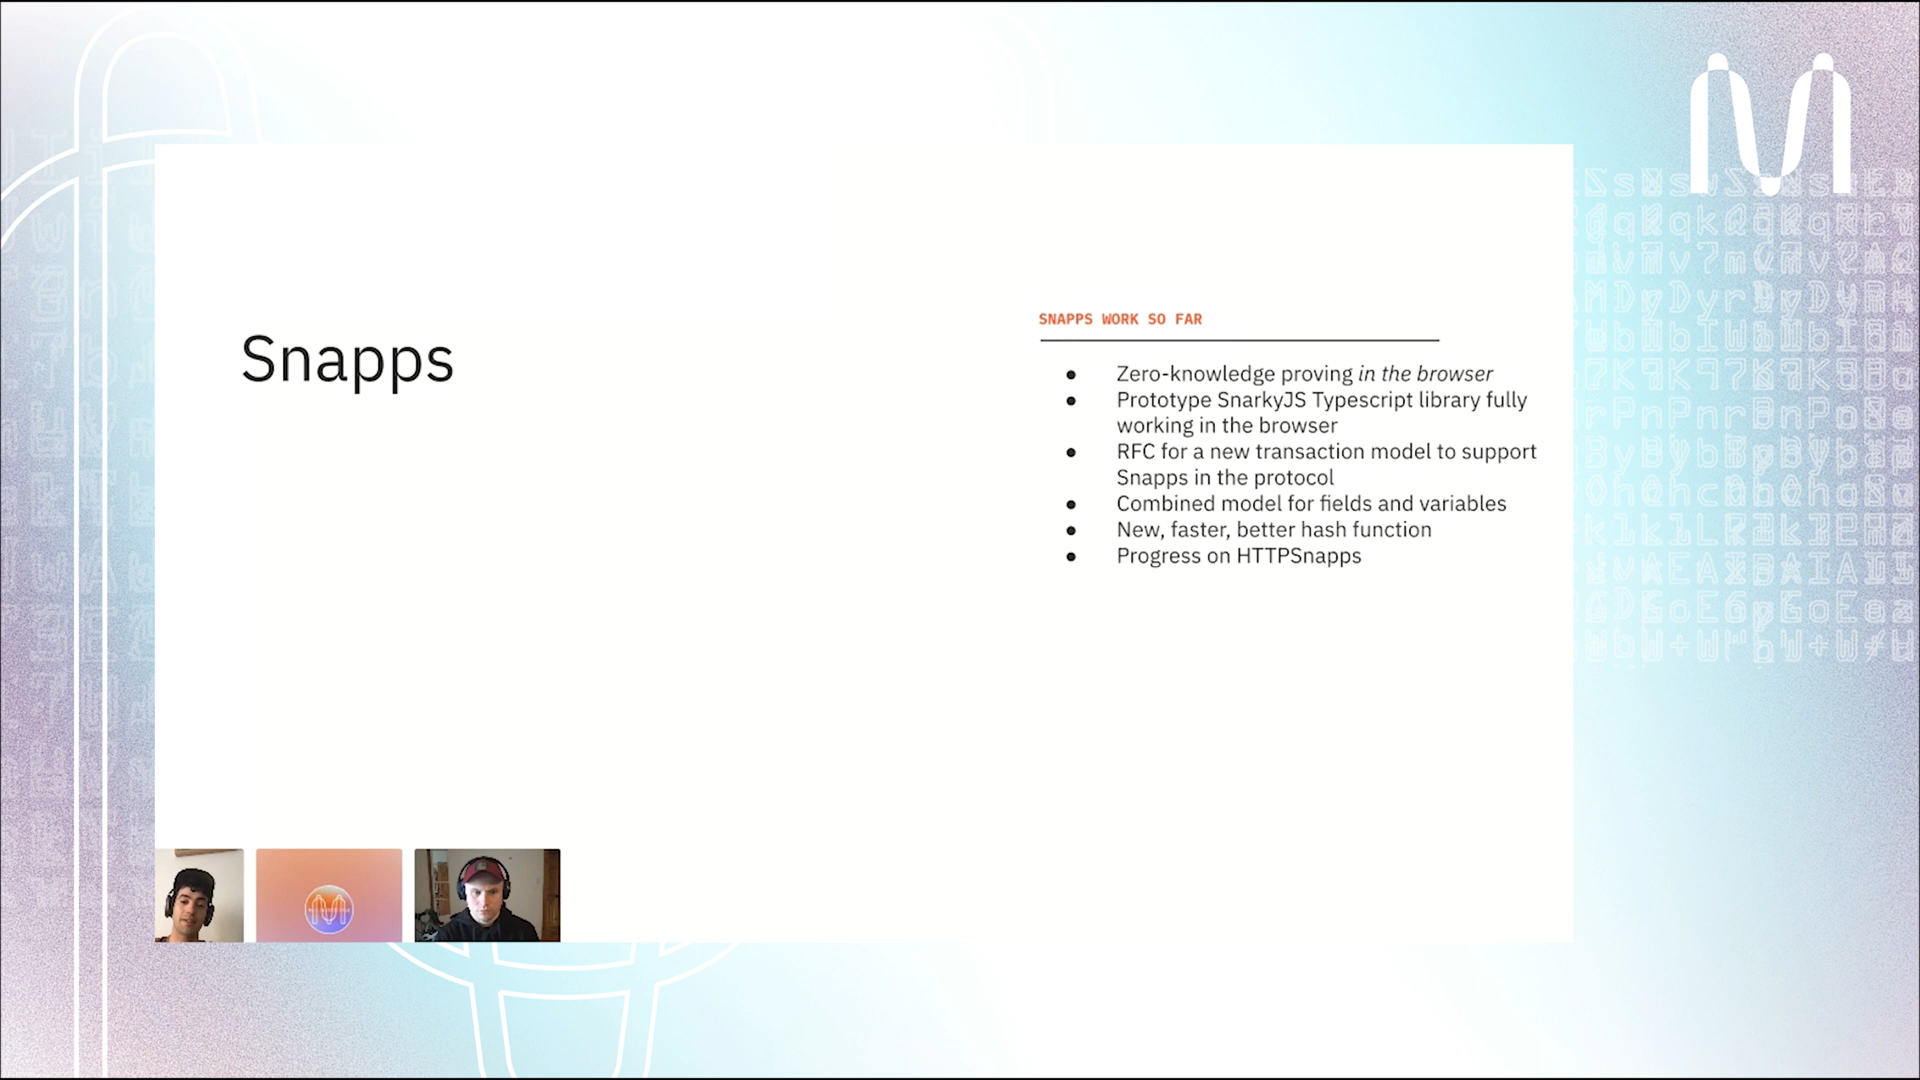 Snapps
SNAPPS WORK SO FAR
● Zero-knowledge proving in the browser
● Prototype SnarkyJS Typescript library fully
working in the browser
● RFC for a new transaction model to support
Snapps in the protocol
● Combined model for fields and variables
● New, faster, better hash function
● Progress on HTTPSnapps